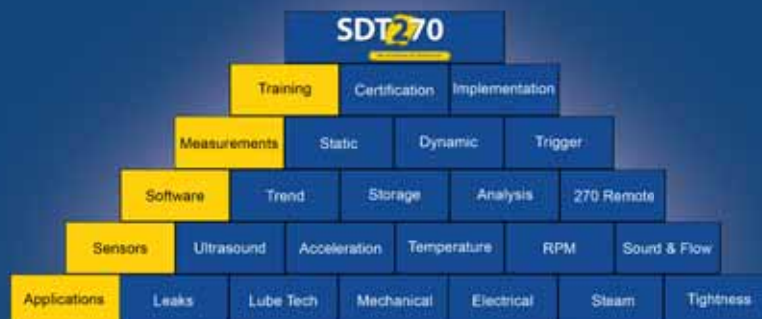 SDT270
Training Certification Implementation
Measurements Static Dynamic Trigger
Software Trend Storage Analysis 270 Remote
Sensors Ultrasound Acceleration Temperature RPM Sound & Flow
Applications Leaks Lube Tech Mechanical Electrical Steam Tightness